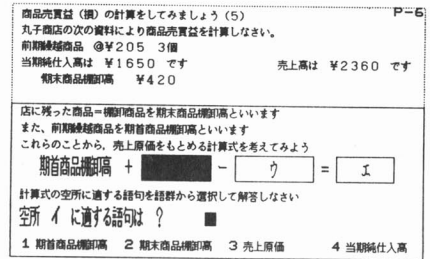 商品売買益（損）の計算をしてみましょう（5） P-6
丸子商店の次の資料により商品売買益を計算しなさい。
前期繰越商品 @¥205 3個
当期純仕入高は ¥1650 です 売上高は ¥2360 です
期末商品棚卸高 ¥420
店に残った商品=棚卸商品を期末商品棚卸高といいます
また、前期繰越商品を期首商品棚卸高といいます
これらのことから、売上原価をもとめる計算式を考えてみよう
期首商品棚卸高 + - ウ = エ
計算式の空所に適する語句を語群から選択して解答しなさい
空所 イ に適する語句は ？
1 期首商品棚卸高 2 期末商品棚卸高 3 売上原価 4 当期純仕入高